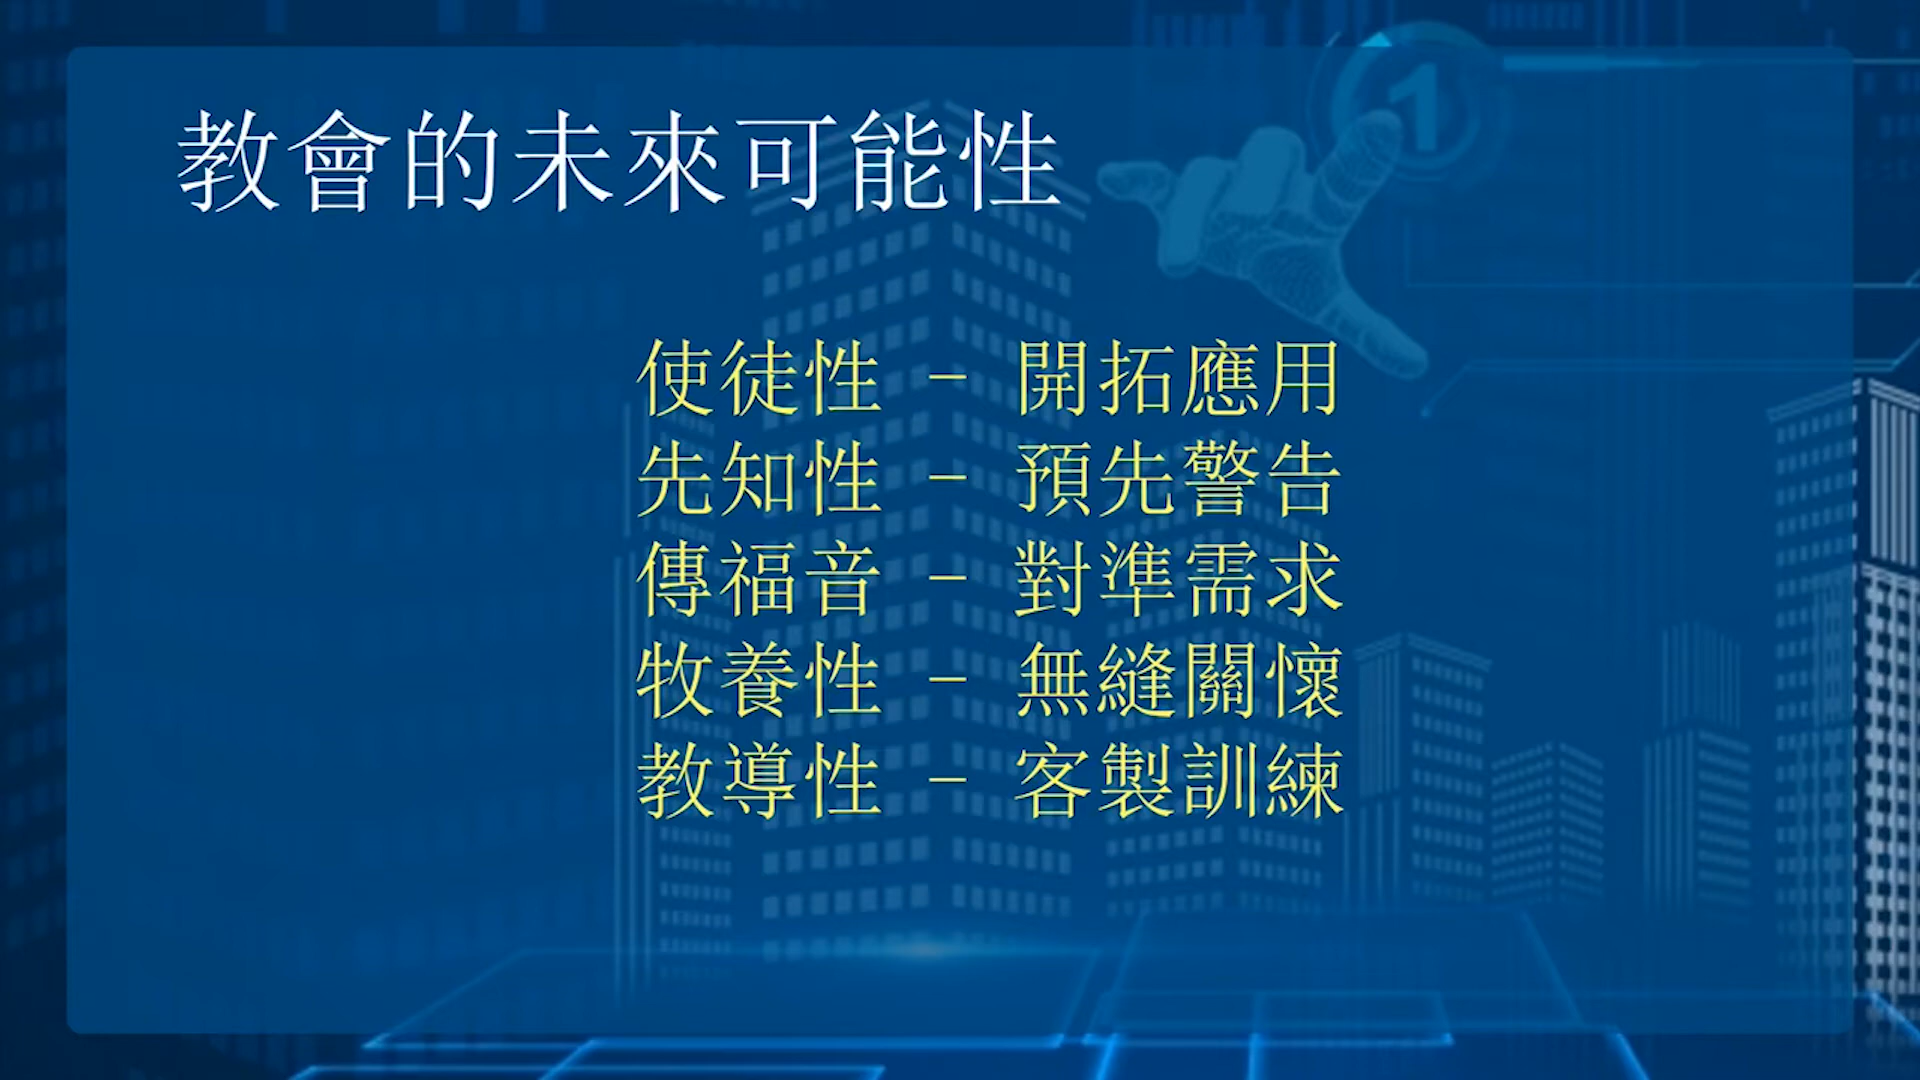 教會的未來可能性
1
使徒性 - 開拓應用
先知性 - 預先警告
傳福音 - 對準需求
牧養性 - 無縫關懷
教導性 - 客製訓練